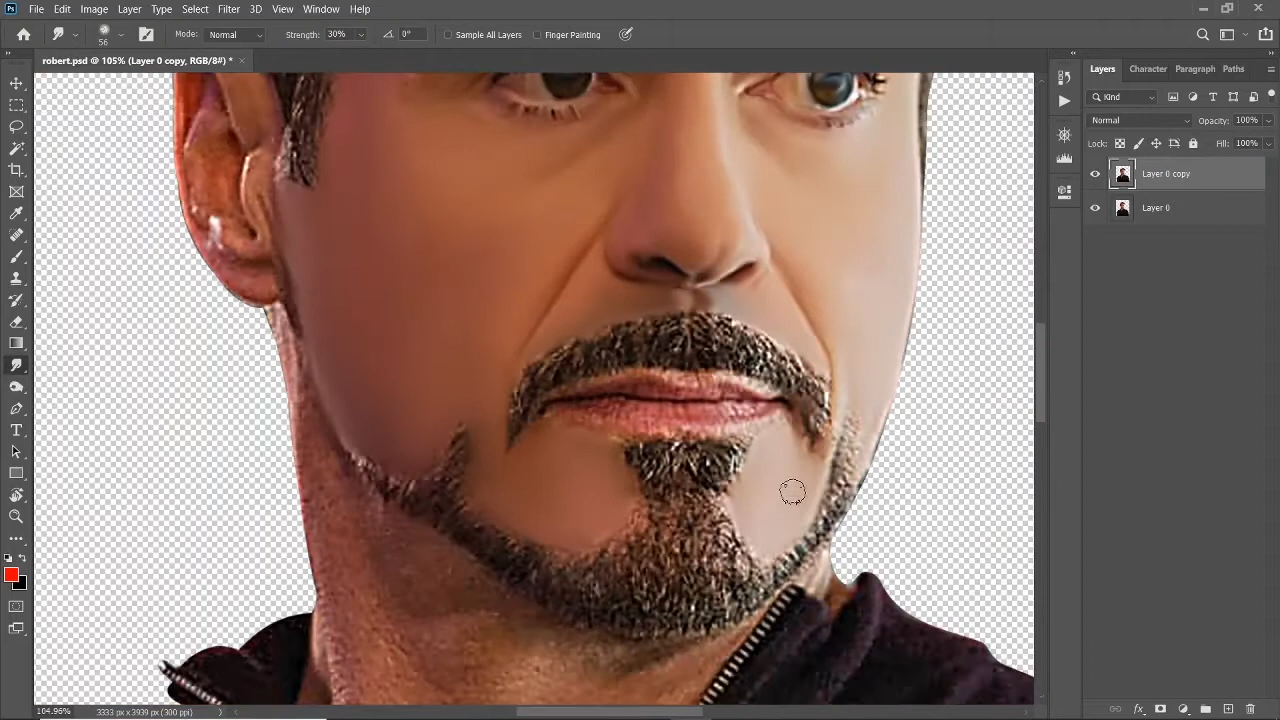 Ps File Edit Image Layer Type Select Filter 3D View Window Help
56 Mode: Normal Strength: 30% 0° Sample All Layers Finger Painting
robert.psd @ 105% (Layer 0 copy, RGB/8#) * ×
Layers Character Paragraph Paths
Kind
Normal Opacity: 100%
Lock: Fill: 100%
Layer 0 copy
Layer 0
104.96% 3333 px x 3939 px (300 ppi)